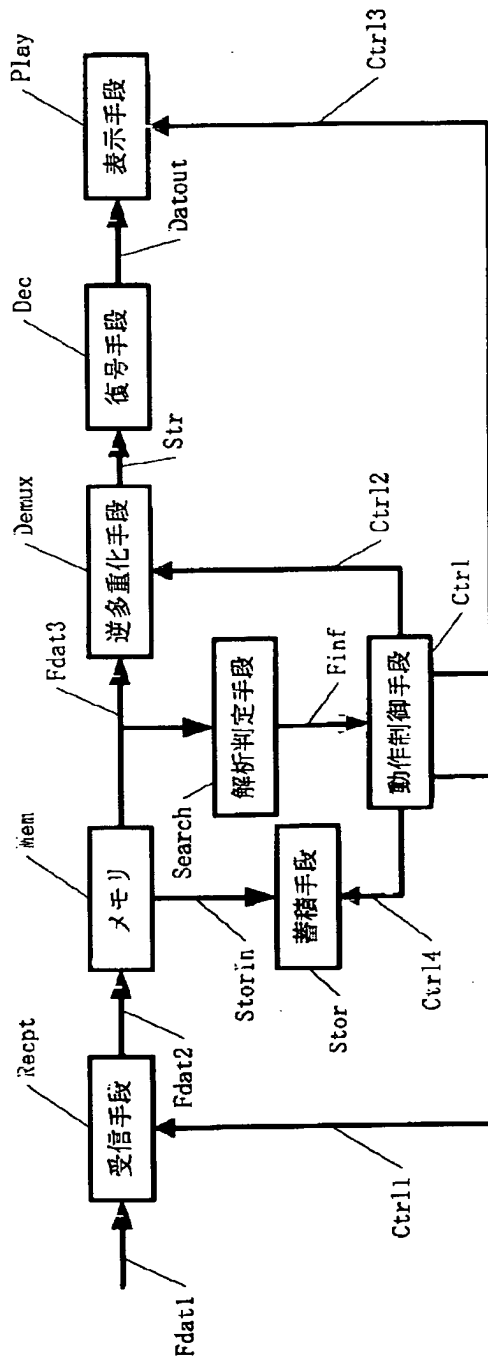 Fdat1
受信手段
Recpt
Fdat2
メモリ
Mem
Fdat3
逆多重化手段
Demux
Str
復号手段
Dec
Datout
表示手段
Play
Storin
蓄積手段
Stor
解析判定手段
Search
Finf
動作制御手段
Ctrl
Ctrl1
Ctrl2
Ctrl3
Ctrl4